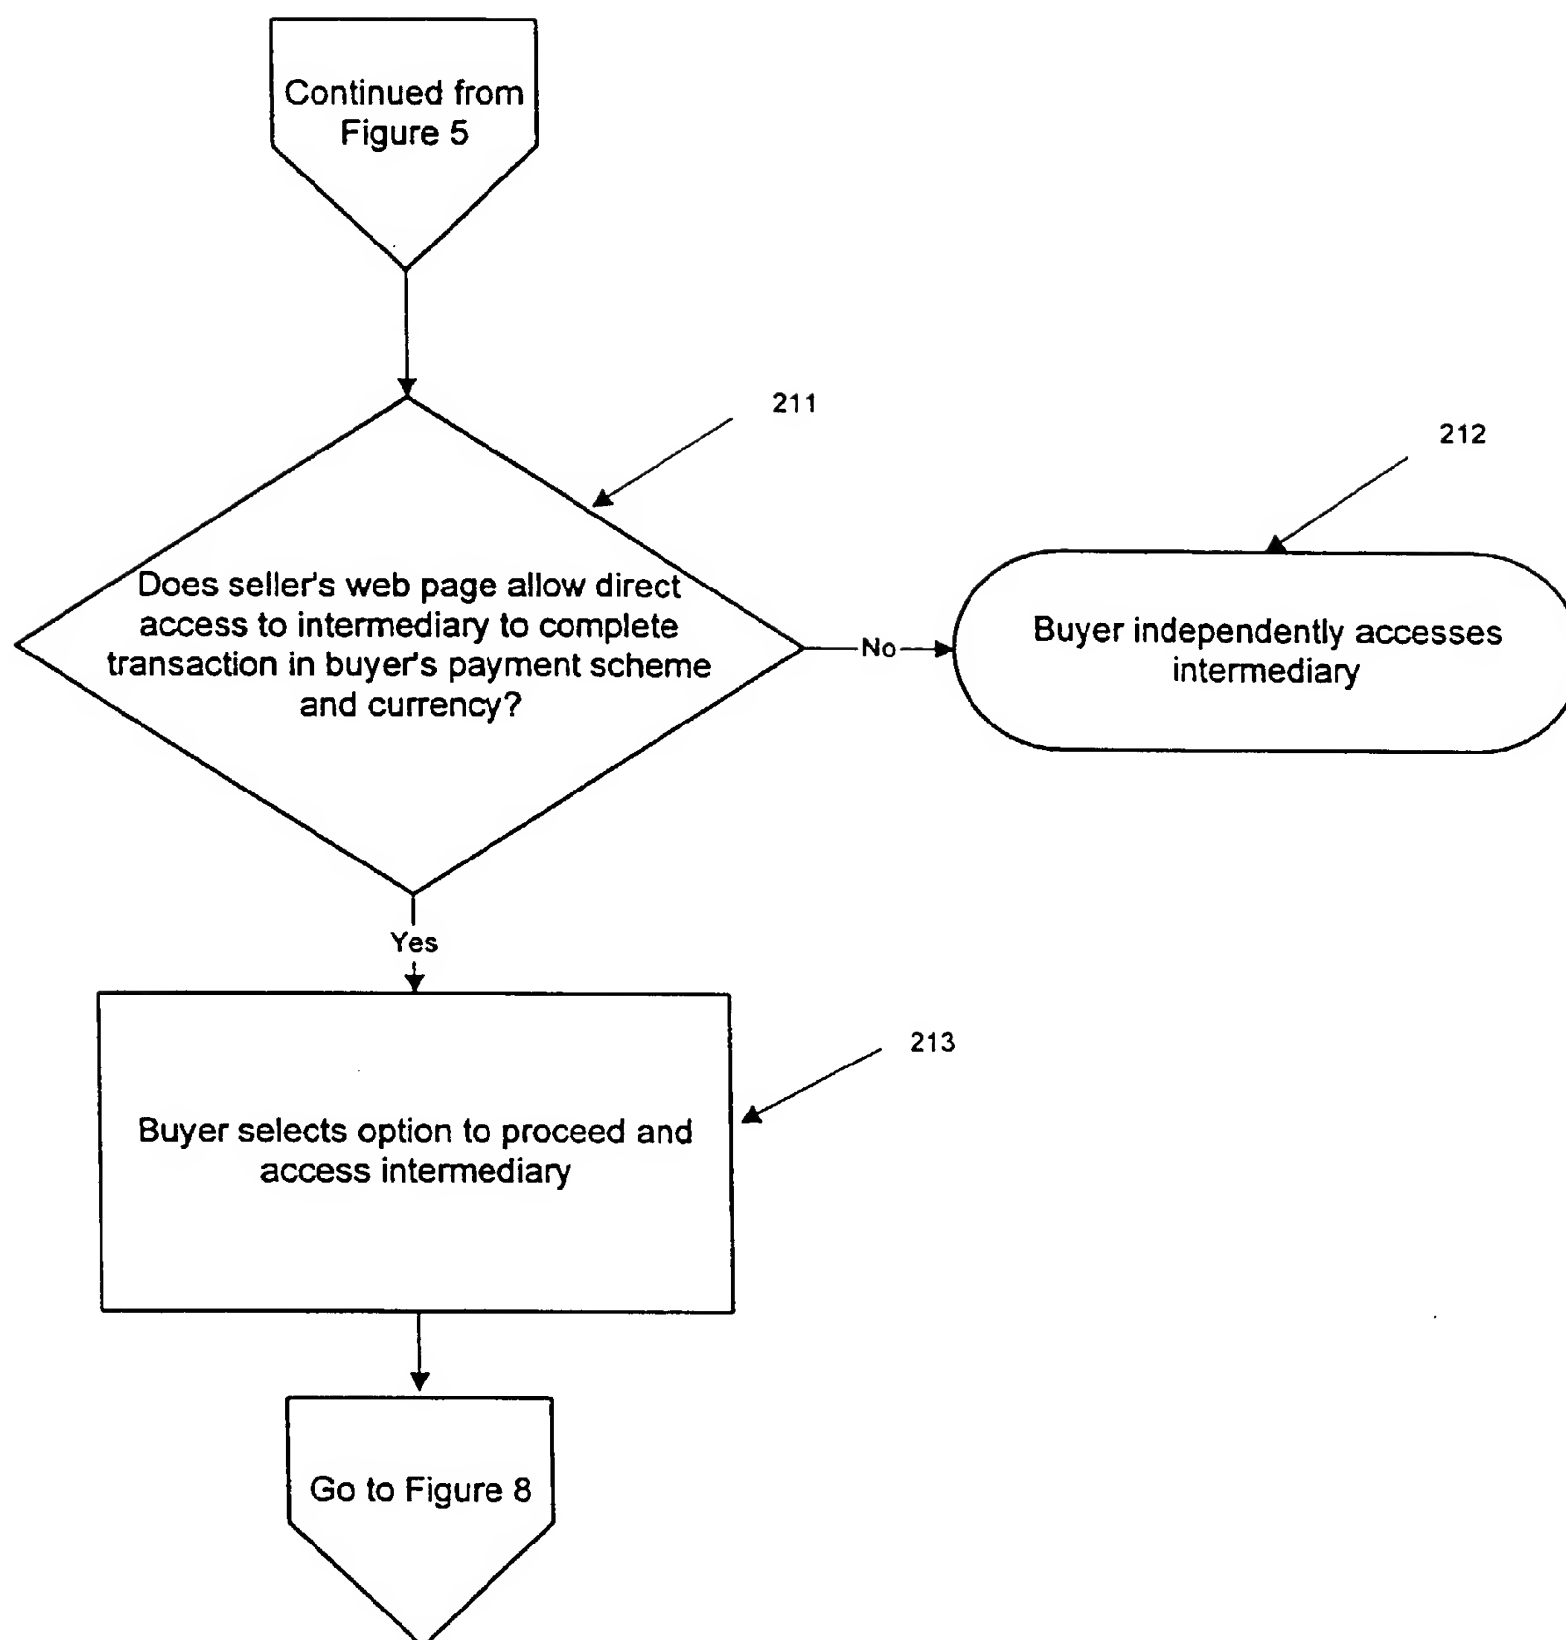 Continued from
Figure 5
211
212
Does seller's web page allow direct
access to intermediary to complete
transaction in buyer's payment scheme
and currency?
No
Buyer independently accesses
intermediary
Yes
213
Buyer selects option to proceed and
access intermediary
Go to Figure 8